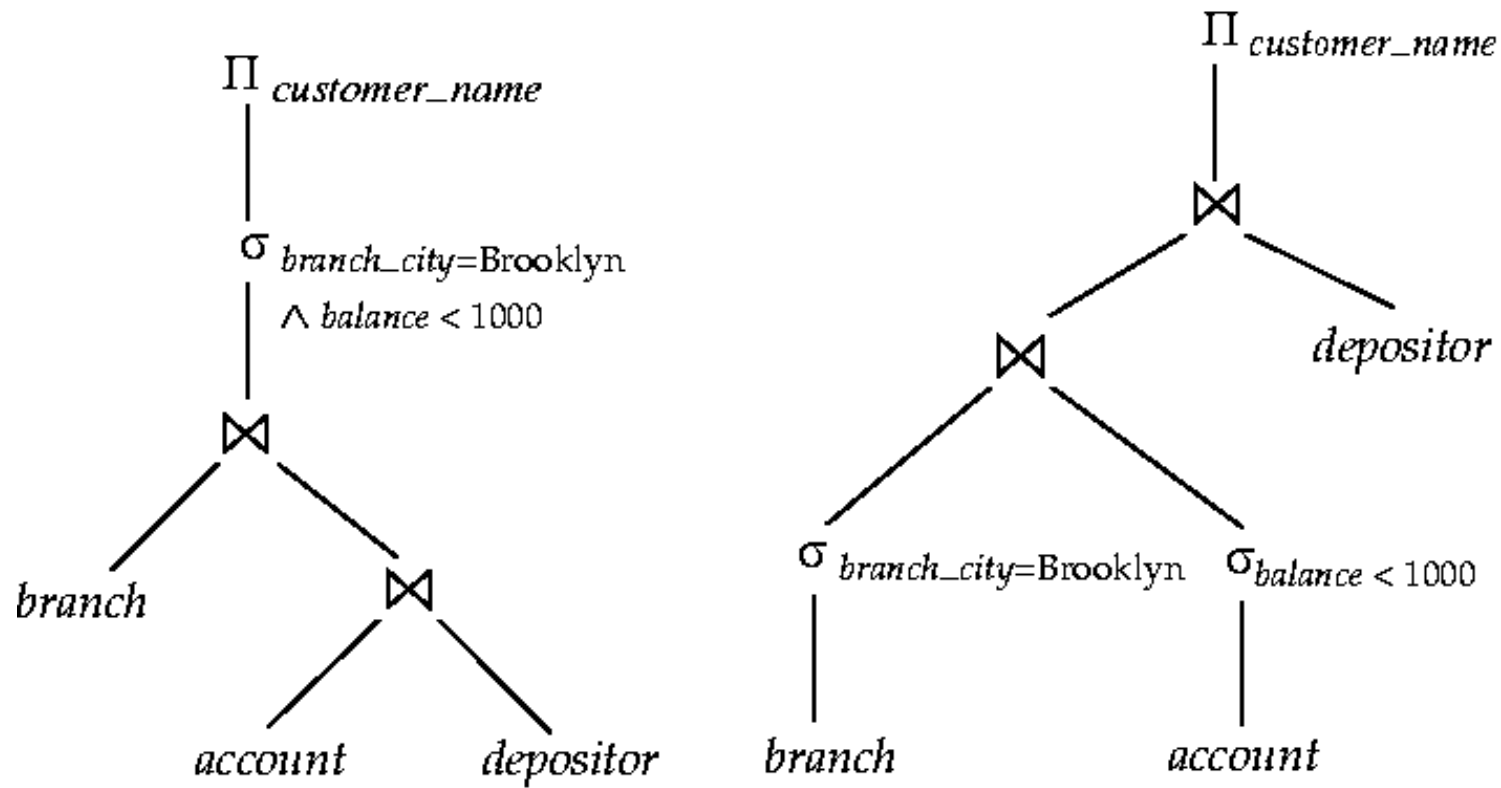 Π customer_name
σ branch_city=Brooklyn
∧ balance < 1000
⋈
branch
⋈
account
depositor
Π customer_name
⋈
depositor
⋈
σ branch_city=Brooklyn
σ balance < 1000
branch
account